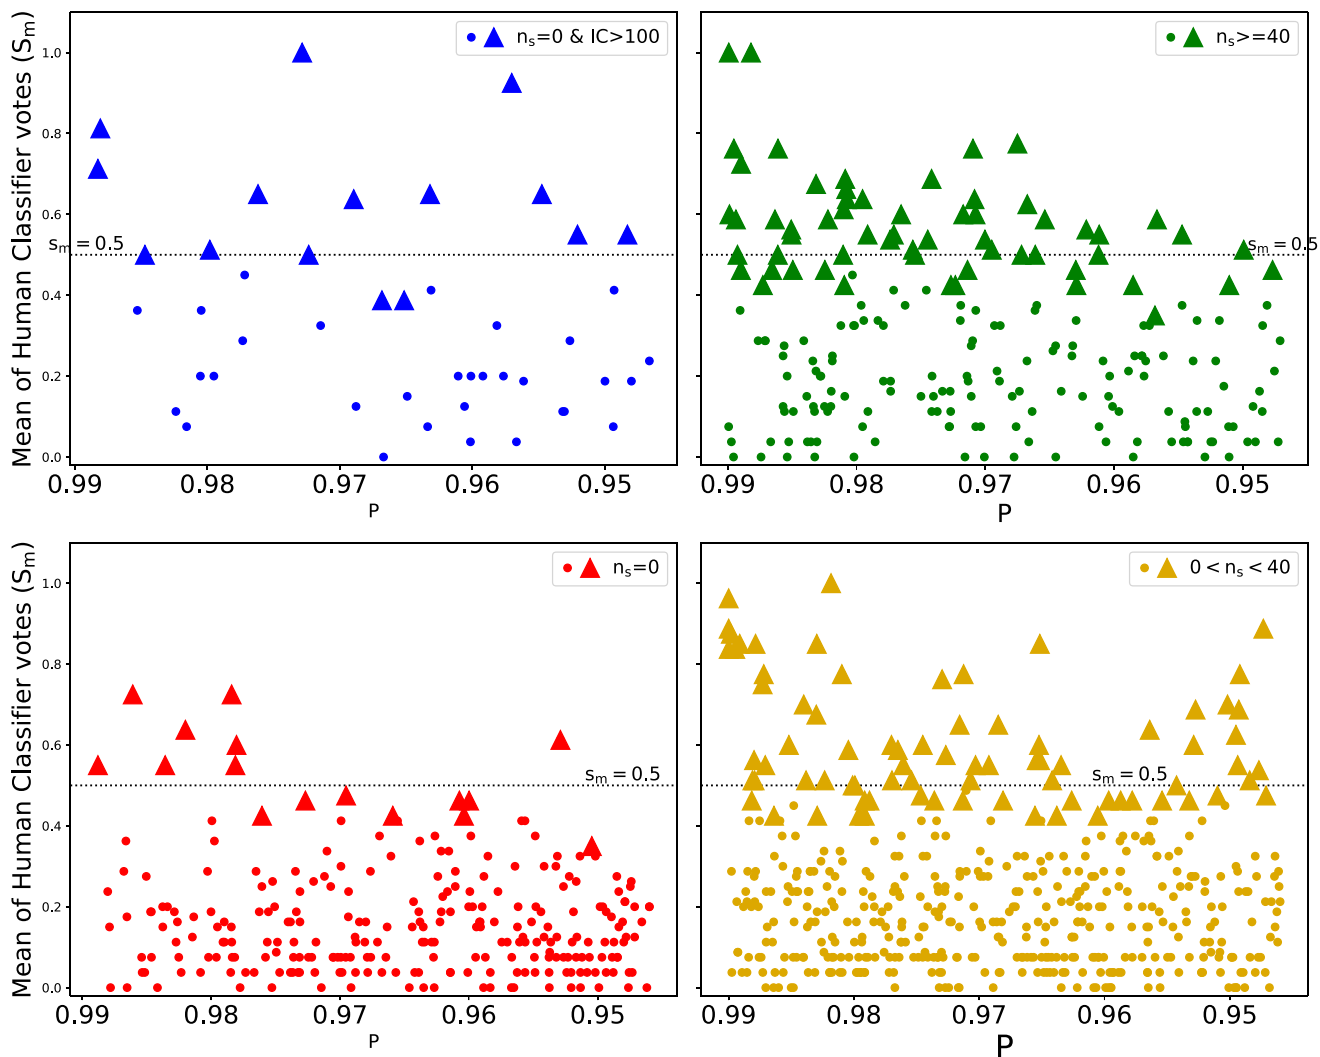 Mean of Human Classifier votes (Sₘ)
1.0
0.8
0.6
0.4
0.2
0.0
nₛ=0 & IC>100
sₘ = 0.5
0.99 0.98 0.97 0.96 0.95
P
nₛ>=40
sₘ = 0.5
0.99 0.98 0.97 0.96 0.95
P
Mean of Human Classifier votes (Sₘ)
1.0
0.8
0.6
0.4
0.2
0.0
nₛ=0
sₘ = 0.5
0.99 0.98 0.97 0.96 0.95
P
0 < nₛ < 40
sₘ = 0.5
0.99 0.98 0.97 0.96 0.95
P